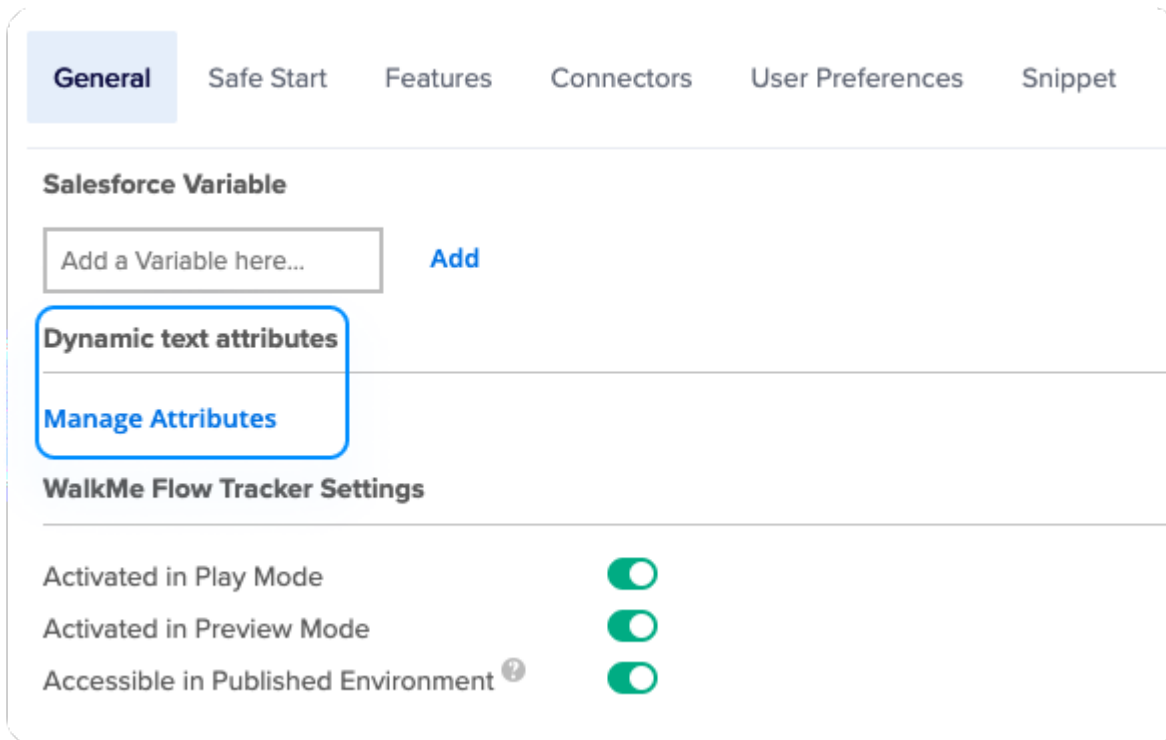 General Safe Start Features Connectors User Preferences Snippet
Salesforce Variable
Add a Variable here... Add
Dynamic text attributes
Manage Attributes
WalkMe Flow Tracker Settings
Activated in Play Mode
Activated in Preview Mode
Accessible in Published Environment ?